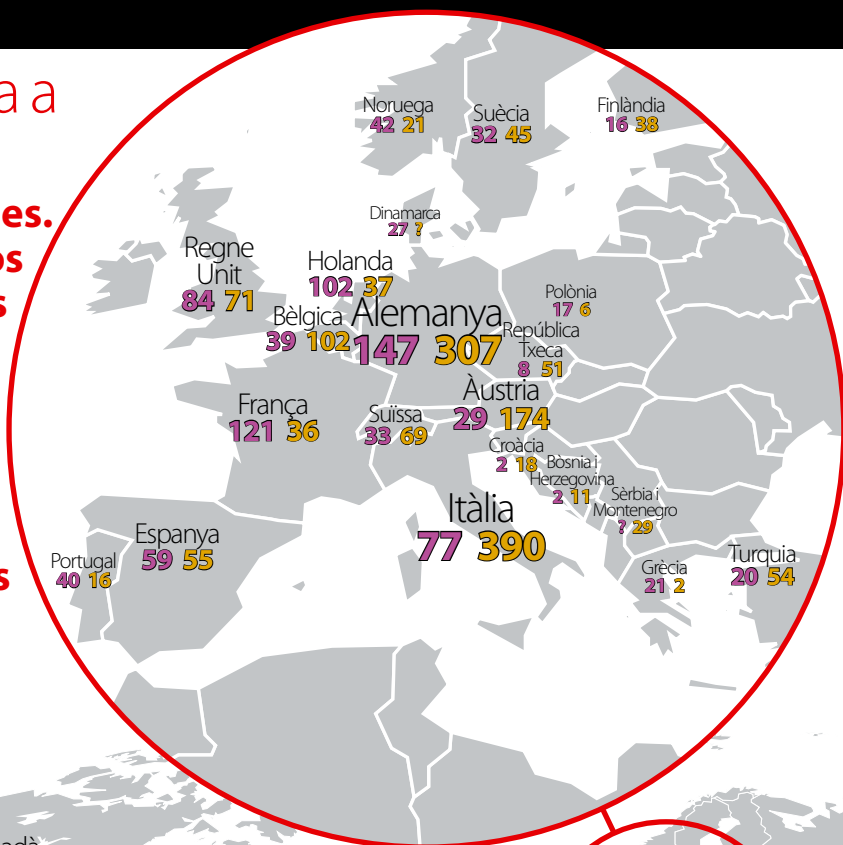 a a
es.
os
s
s
Noruega
42 21
Suècia
32 45
Finlàndia
16 38
Dinamarca
27 ?
Regne
Unit
84 71
Holanda
102 37
Bèlgica
39 102
Alemanya
147 307
Polònia
17 6
República
Txeca
8 51
Àustria
29 174
França
121 36
Suïssa
33 69
Croàcia
2 18
Bòsnia i
Herzegovina
2 11
Sèrbia i
Montenegro
? 29
Itàlia
77 390
Espanya
59 55
Portugal
40 16
Grècia
21 2
Turquia
20 54
adà